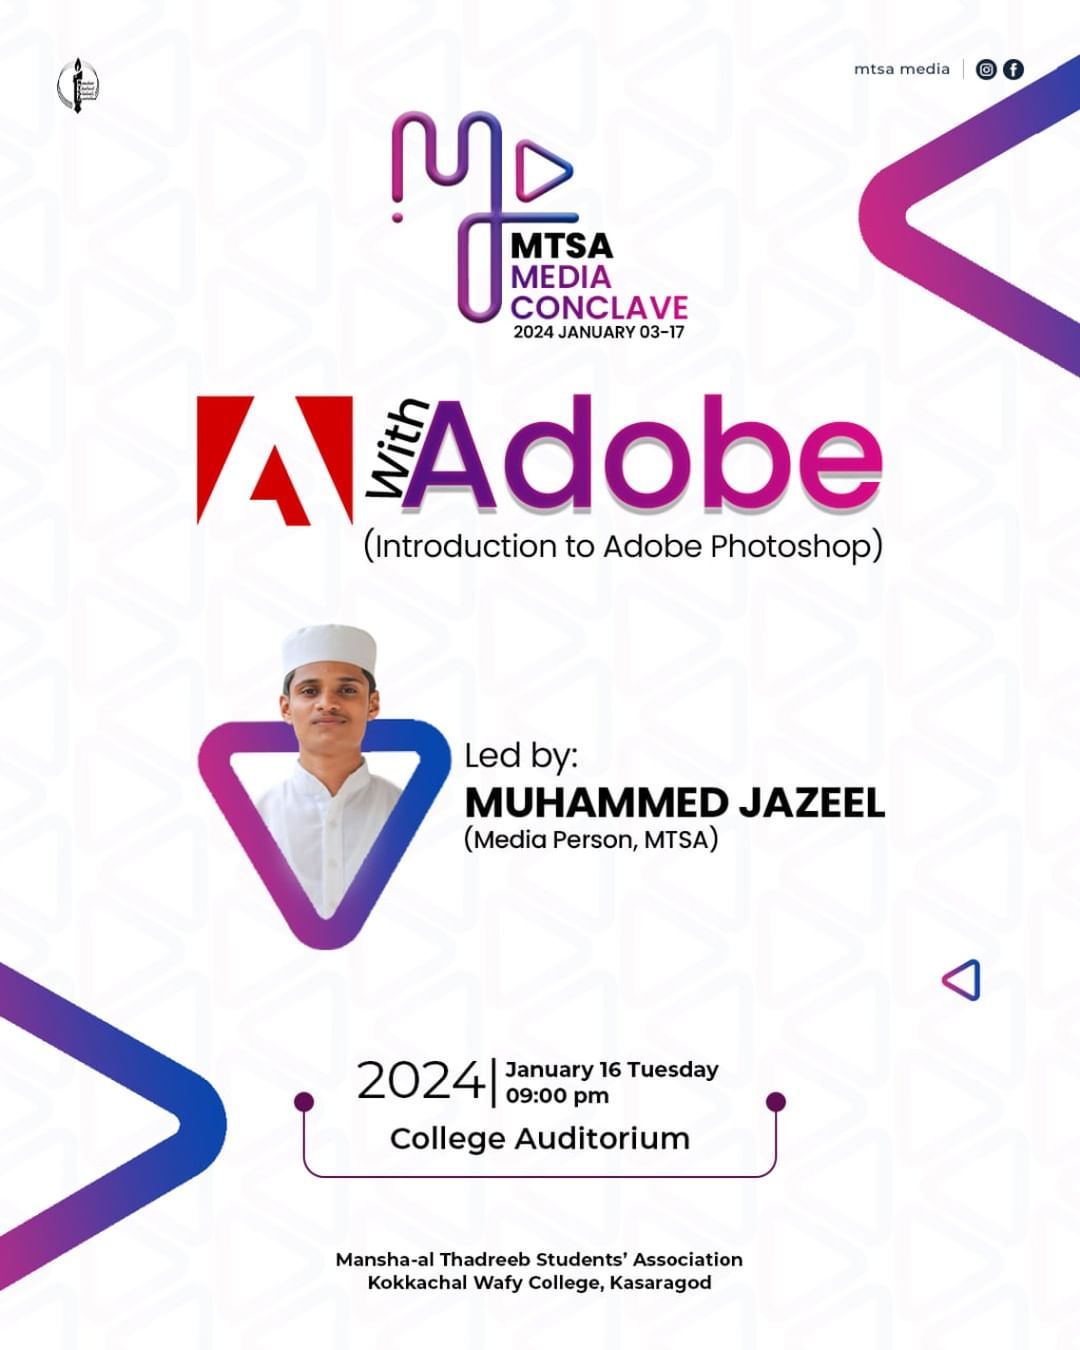 mtsa media
MTSA
MEDIA
CONCLAVE
2024 JANUARY 03-17
With Adobe
(Introduction to Adobe Photoshop)
Led by:
MUHAMMED JAZEEL
(Media Person, MTSA)
2024
January 16 Tuesday
09:00 pm
College Auditorium
Mansha-al Thadreeb Students’ Association
Kokkachal Wafy College, Kasaragod